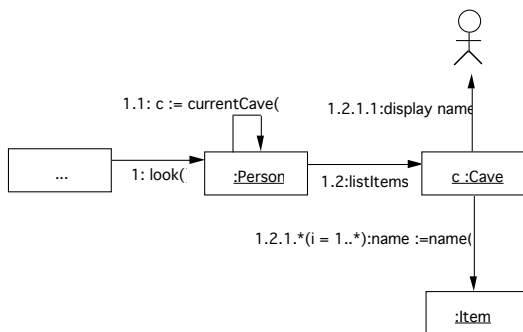 1.1: c := currentCave(
1.2.1.1:display name
...
1: look(
:Person
1.2:listItems
c :Cave
1.2.1.*(i = 1..*):name :=name(
:Item